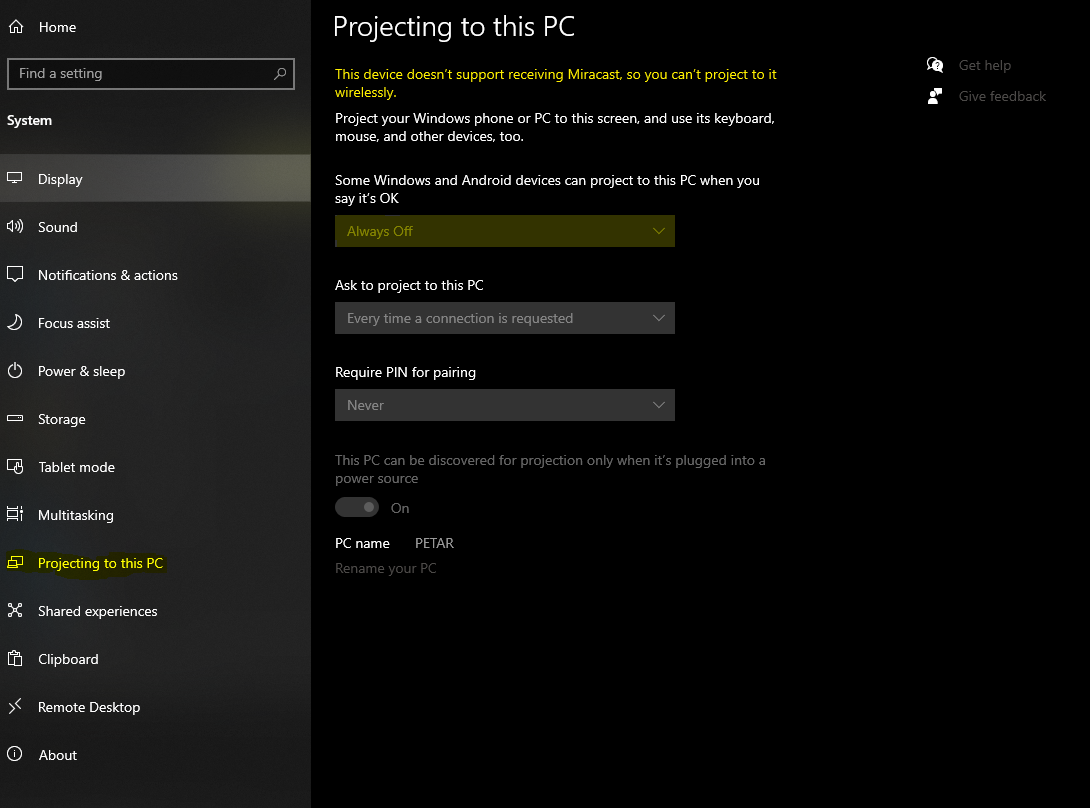 Home
Find a setting
System
Display
Sound
Notifications & actions
Focus assist
Power & sleep
Storage
Tablet mode
Multitasking
Projecting to this PC
Shared experiences
Clipboard
Remote Desktop
About
Projecting to this PC
This device doesn’t support receiving Miracast, so you can’t project to it
wirelessly.
Project your Windows phone or PC to this screen, and use its keyboard,
mouse, and other devices, too.
Some Windows and Android devices can project to this PC when you
say it’s OK
Always Off
Ask to project to this PC
Every time a connection is requested
Require PIN for pairing
Never
This PC can be discovered for projection only when it’s plugged into a
power source
On
PC name PETAR
Rename your PC
Get help
Give feedback